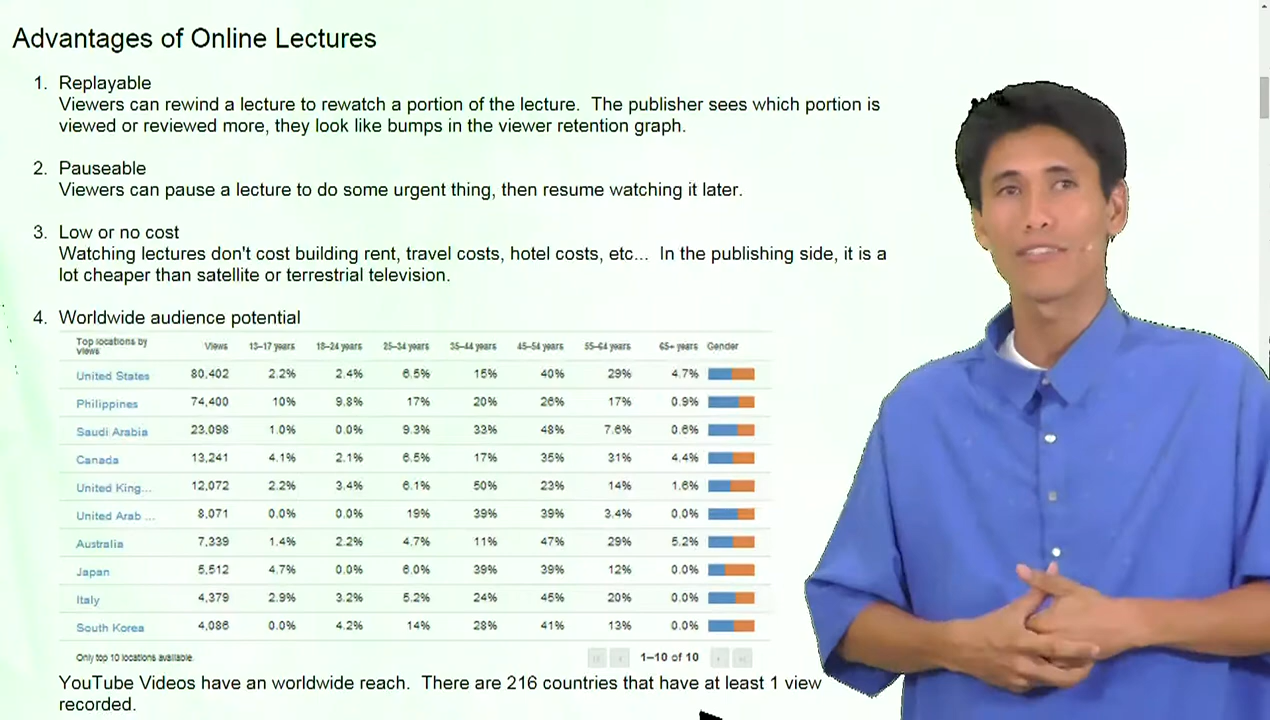 Advantages of Online Lectures
1. Replayable
Viewers can rewind a lecture to rewatch a portion of the lecture. The publisher sees which portion is
viewed or reviewed more, they look like bumps in the viewer retention graph.
2. Pauseable
Viewers can pause a lecture to do some urgent thing, then resume watching it later.
3. Low or no cost
Watching lectures don't cost building rent, travel costs, hotel costs, etc... In the publishing side, it is a
lot cheaper than satellite or terrestrial television.
4. Worldwide audience potential
Top locations by
views Views 13–17 years 18–24 years 25–34 years 35–44 years 45–54 years 55–64 years 65+ years Gender
United States 80,402 2.2% 2.4% 6.5% 15% 40% 29% 4.7%
Philippines 74,400 10% 9.8% 17% 20% 26% 17% 0.9%
Saudi Arabia 23,098 1.0% 0.0% 9.3% 33% 48% 7.6% 0.6%
Canada 13,241 4.1% 2.1% 6.5% 17% 35% 31% 4.4%
United King... 12,072 2.2% 3.4% 6.1% 50% 23% 14% 1.6%
United Arab ... 8,071 0.0% 0.0% 19% 39% 39% 3.4% 0.0%
Australia 7,339 1.4% 2.2% 4.7% 11% 47% 29% 5.2%
Japan 5,512 4.7% 0.0% 6.0% 39% 39% 12% 0.0%
Italy 4,379 2.9% 3.2% 5.2% 24% 45% 20% 0.0%
South Korea 4,086 0.0% 4.2% 14% 28% 41% 13% 0.0%
Only top 10 locations available. 1–10 of 10
YouTube Videos have an worldwide reach. There are 216 countries that have at least 1 view
recorded.